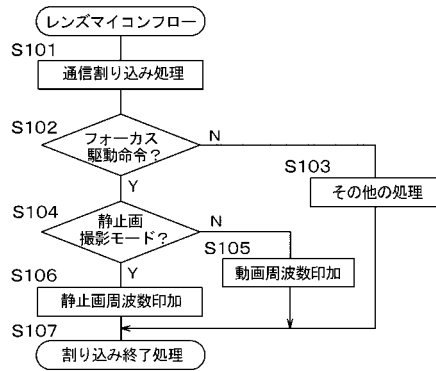 レンズマイコンフロー
S101
通信割り込み処理
S102
フォーカス
駆動命令?
N
Y
S103
その他の処理
S104
静止画
撮影モード?
N
Y
S105
動画周波数印加
S106
静止画周波数印加
S107
割り込み終了処理